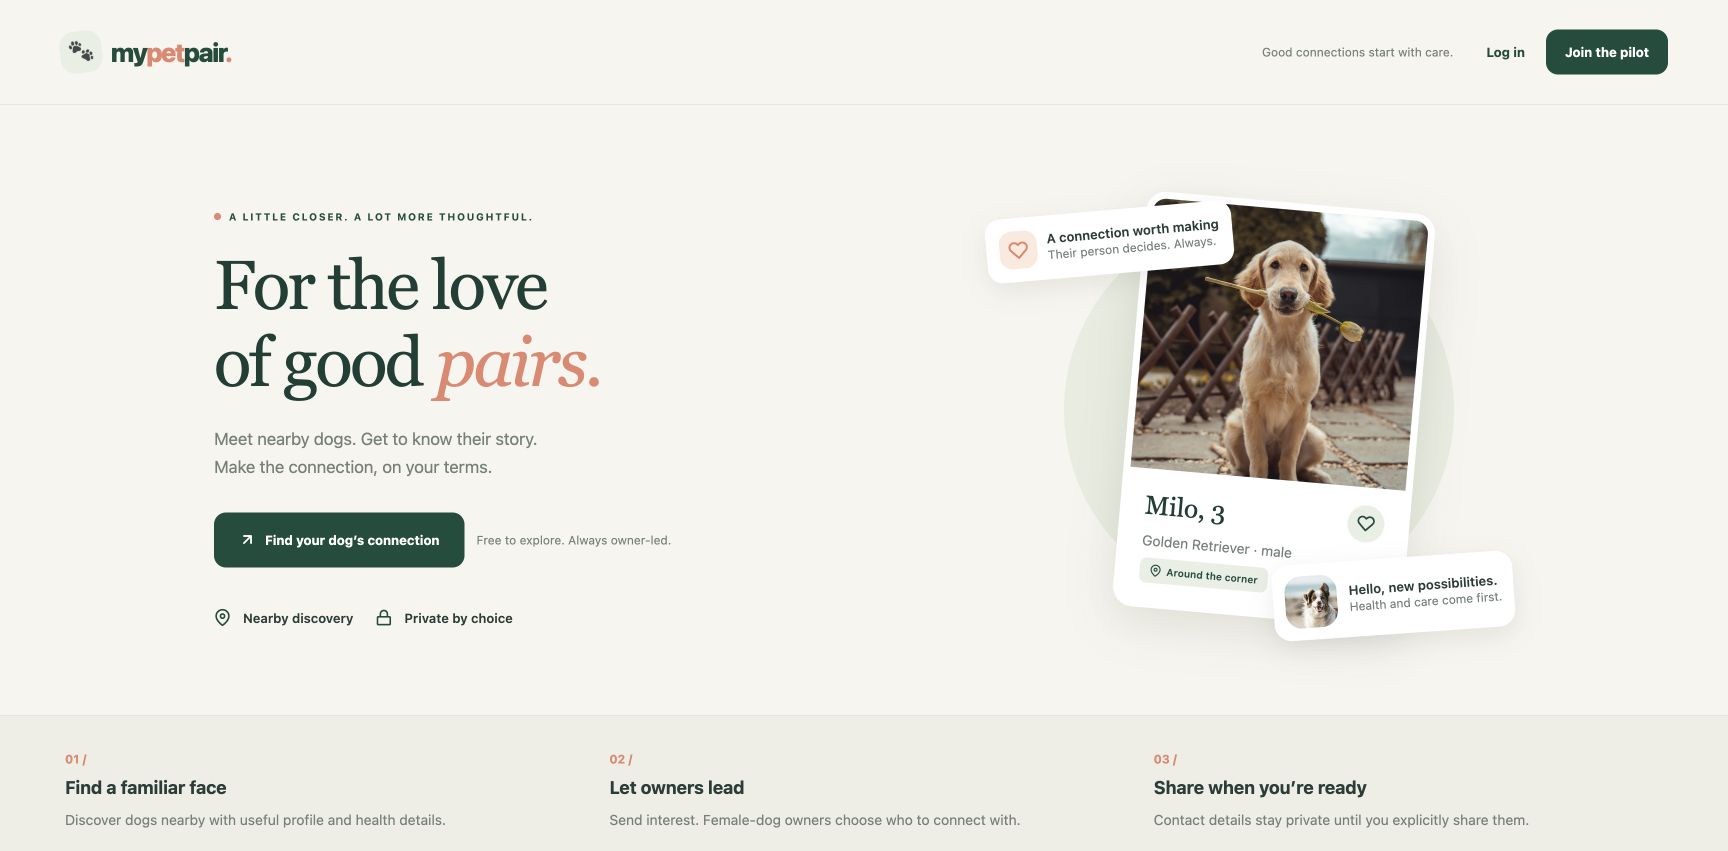 mypetpair.
Good connections start with care.
Log in
Join the pilot
A LITTLE CLOSER. A LOT MORE THOUGHTFUL.
For the love
of good pairs.
Meet nearby dogs. Get to know their story.
Make the connection, on your terms.
Find your dog’s connection
Free to explore. Always owner-led.
Nearby discovery
Private by choice
A connection worth making
Their person decides. Always.
Milo, 3
Golden Retriever · male
Around the corner
Hello, new possibilities.
Health and care come first.
01 /
Find a familiar face
Discover dogs nearby with useful profile and health details.
02 /
Let owners lead
Send interest. Female-dog owners choose who to connect with.
03 /
Share when you’re ready
Contact details stay private until you explicitly share them.